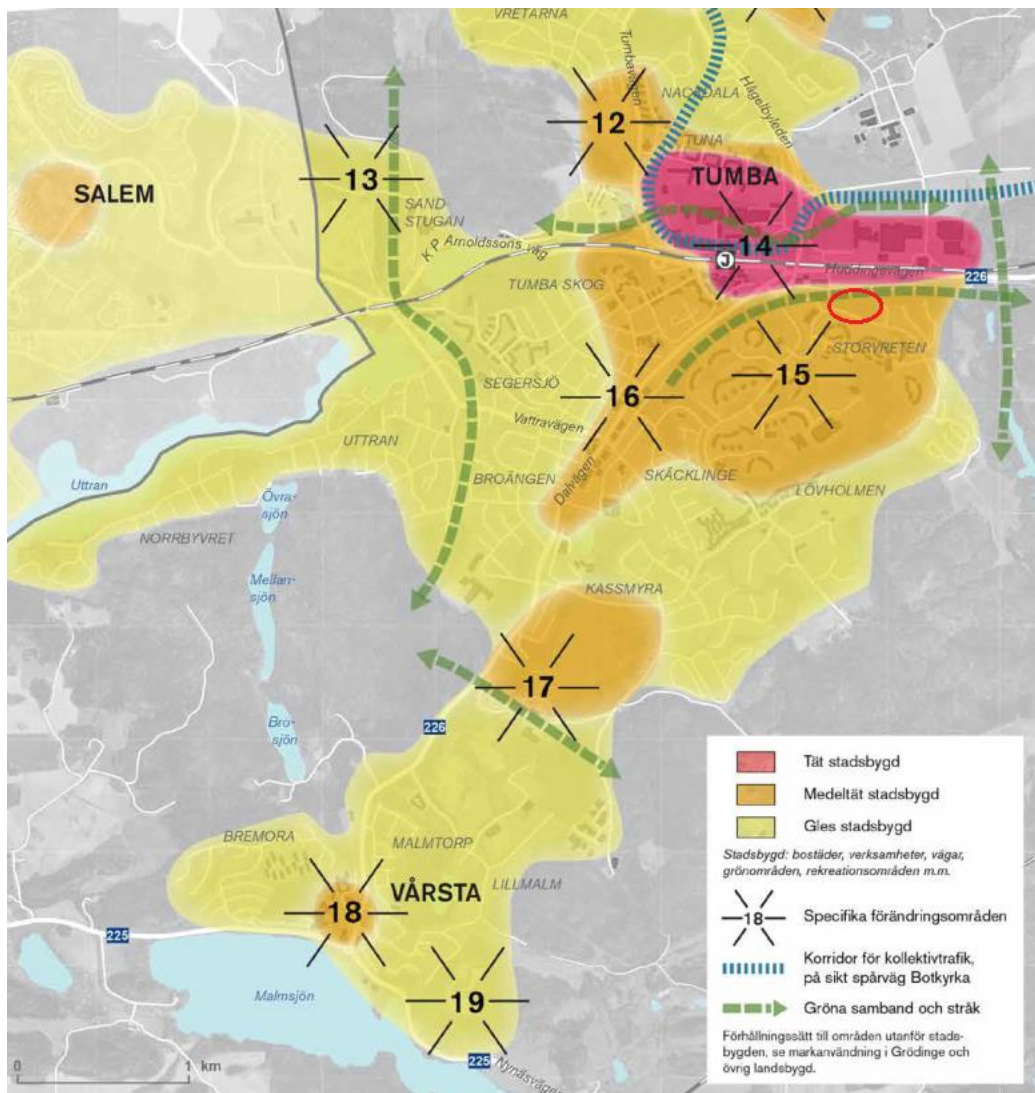 VRETARNA
Tumbavägen
NACKDALA
Hågelbyleden
12
TUNA
TUMBA
SALEM
13
SAND-
STUGAN
K P Arnoldssons väg
14
J
Huddingevägen
226
TUMBA SKOG
STORVRETEN
15
16
SEGERSJÖ
Vattravägen
UTTRAN
BROÄNGEN
Dalvägen
SKÄCKLINGE
LÖVHOLMEN
Uttran
Övra-
sjön
NORRBYVRET
Mellan-
sjön
KASSMYRA
17
Bro-
sjön
226
BREMORA
MALMTORP
LILLMALM
VÅRSTA
18
225
Malmsjön
19
225
Nynäsvägen
0 1 km
Tät stadsbygd
Medeltät stadsbygd
Gles stadsbygd
Stadsbygd: bostäder, verksamheter, vägar,
grönområden, rekreationsområden m.m.
18
Specifika förändringsområden
Korridor för kollektivtrafik,
på sikt spårväg Botkyrka
Gröna samband och stråk
Förhållningssätt till områden utanför stads-
bygden, se markanvändning i Grödinge och
övrig landsbygd.